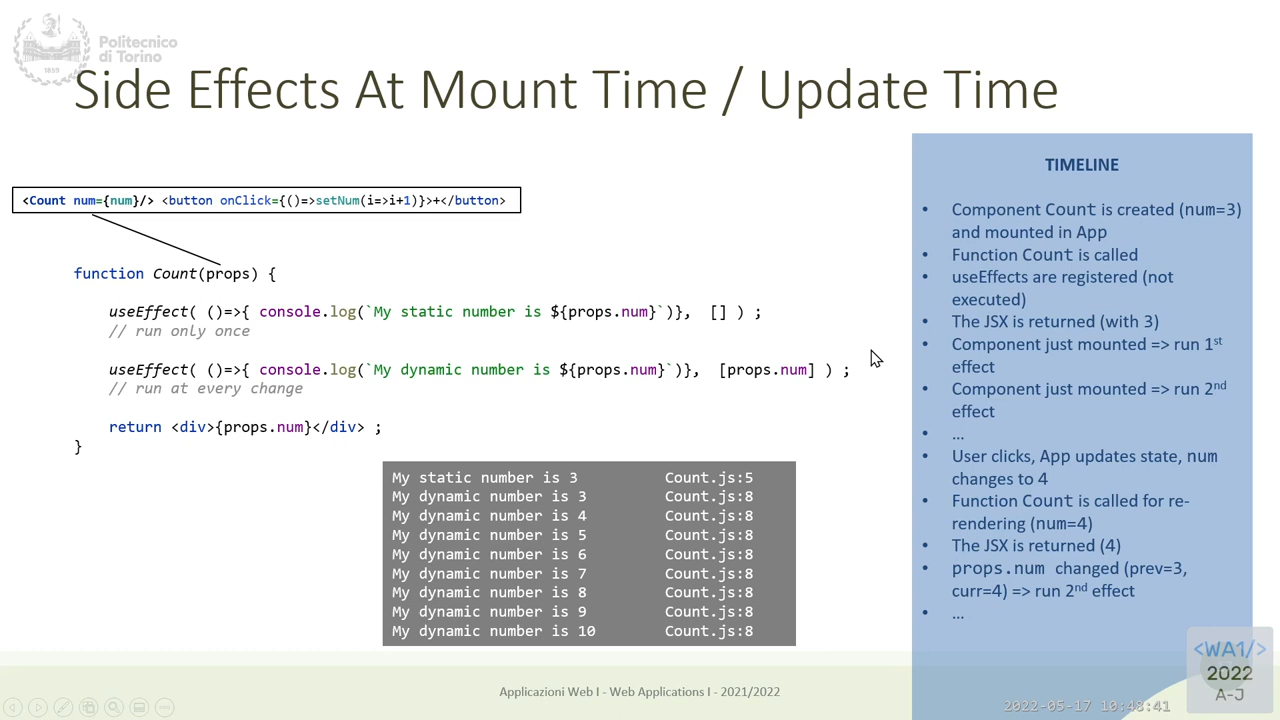 Politecnico
di Torino
1859
Side Effects At Mount Time / Update Time
<Count num={num}/> <button onClick={()=>setNum(i=>i+1)}>+</button>
function Count(props) {
useEffect( ()=>{ console.log(`My static number is ${props.num}`)}, [] ) ;
// run only once
useEffect( ()=>{ console.log(`My dynamic number is ${props.num}`)}, [props.num] ) ;
// run at every change
return <div>{props.num}</div> ;
}
My static number is 3 Count.js:5
My dynamic number is 3 Count.js:8
My dynamic number is 4 Count.js:8
My dynamic number is 5 Count.js:8
My dynamic number is 6 Count.js:8
My dynamic number is 7 Count.js:8
My dynamic number is 8 Count.js:8
My dynamic number is 9 Count.js:8
My dynamic number is 10 Count.js:8
TIMELINE
• Component Count is created (num=3)
and mounted in App
• Function Count is called
• useEffects are registered (not
executed)
• The JSX is returned (with 3)
• Component just mounted => run 1st
effect
• Component just mounted => run 2nd
effect
• …
• User clicks, App updates state, num
changes to 4
• Function Count is called for re-
rendering (num=4)
• The JSX is returned (4)
• props.num changed (prev=3,
curr=4) => run 2nd effect
• …
Applicazioni Web I - Web Applications I - 2021/2022
<WA1/>
2022
A-J
2022-05-17 10:48:41